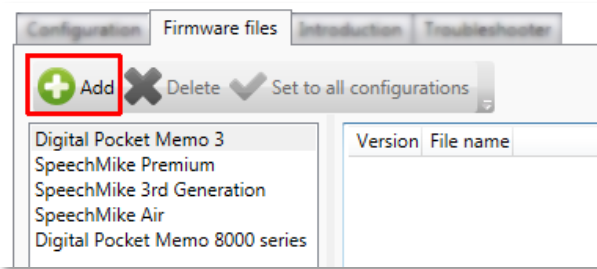 Configuration Firmware files Introduction Troubleshooter
Add Delete Set to all configurations
Digital Pocket Memo 3
SpeechMike Premium
SpeechMike 3rd Generation
SpeechMike Air
Digital Pocket Memo 8000 series
Version File name